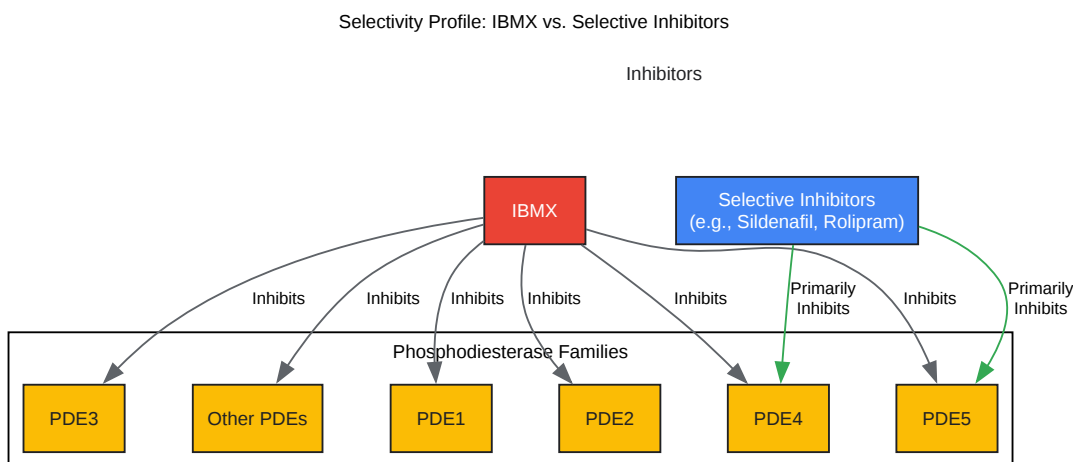 Selectivity Profile: IBMX vs. Selective Inhibitors
Inhibitors
IBMX
Selective Inhibitors
(e.g., Sildenafil, Rolipram)
Inhibits
Inhibits
Inhibits
Inhibits
Inhibits
Primarily
Inhibits
Inhibits
Primarily
Inhibits
Phosphodiesterase Families
PDE3
Other PDEs
PDE1
PDE2
PDE4
PDE5